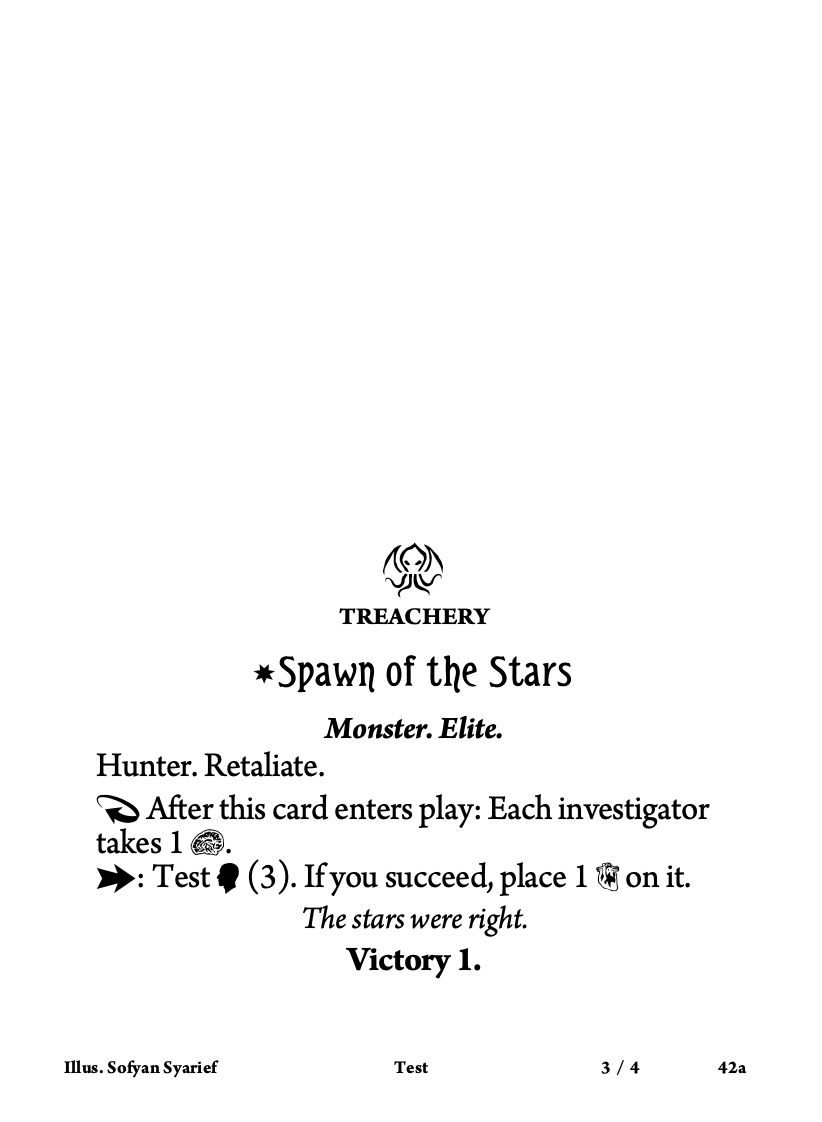 TREACHERY
Spawn of the Stars
Monster. Elite.
Hunter. Retaliate.
After this card enters play: Each investigator
takes 1 .
: Test (3). If you succeed, place 1 on it.
The stars were right.
Victory 1.
Illus. Sofyan Syarief Test 3 / 4 42a